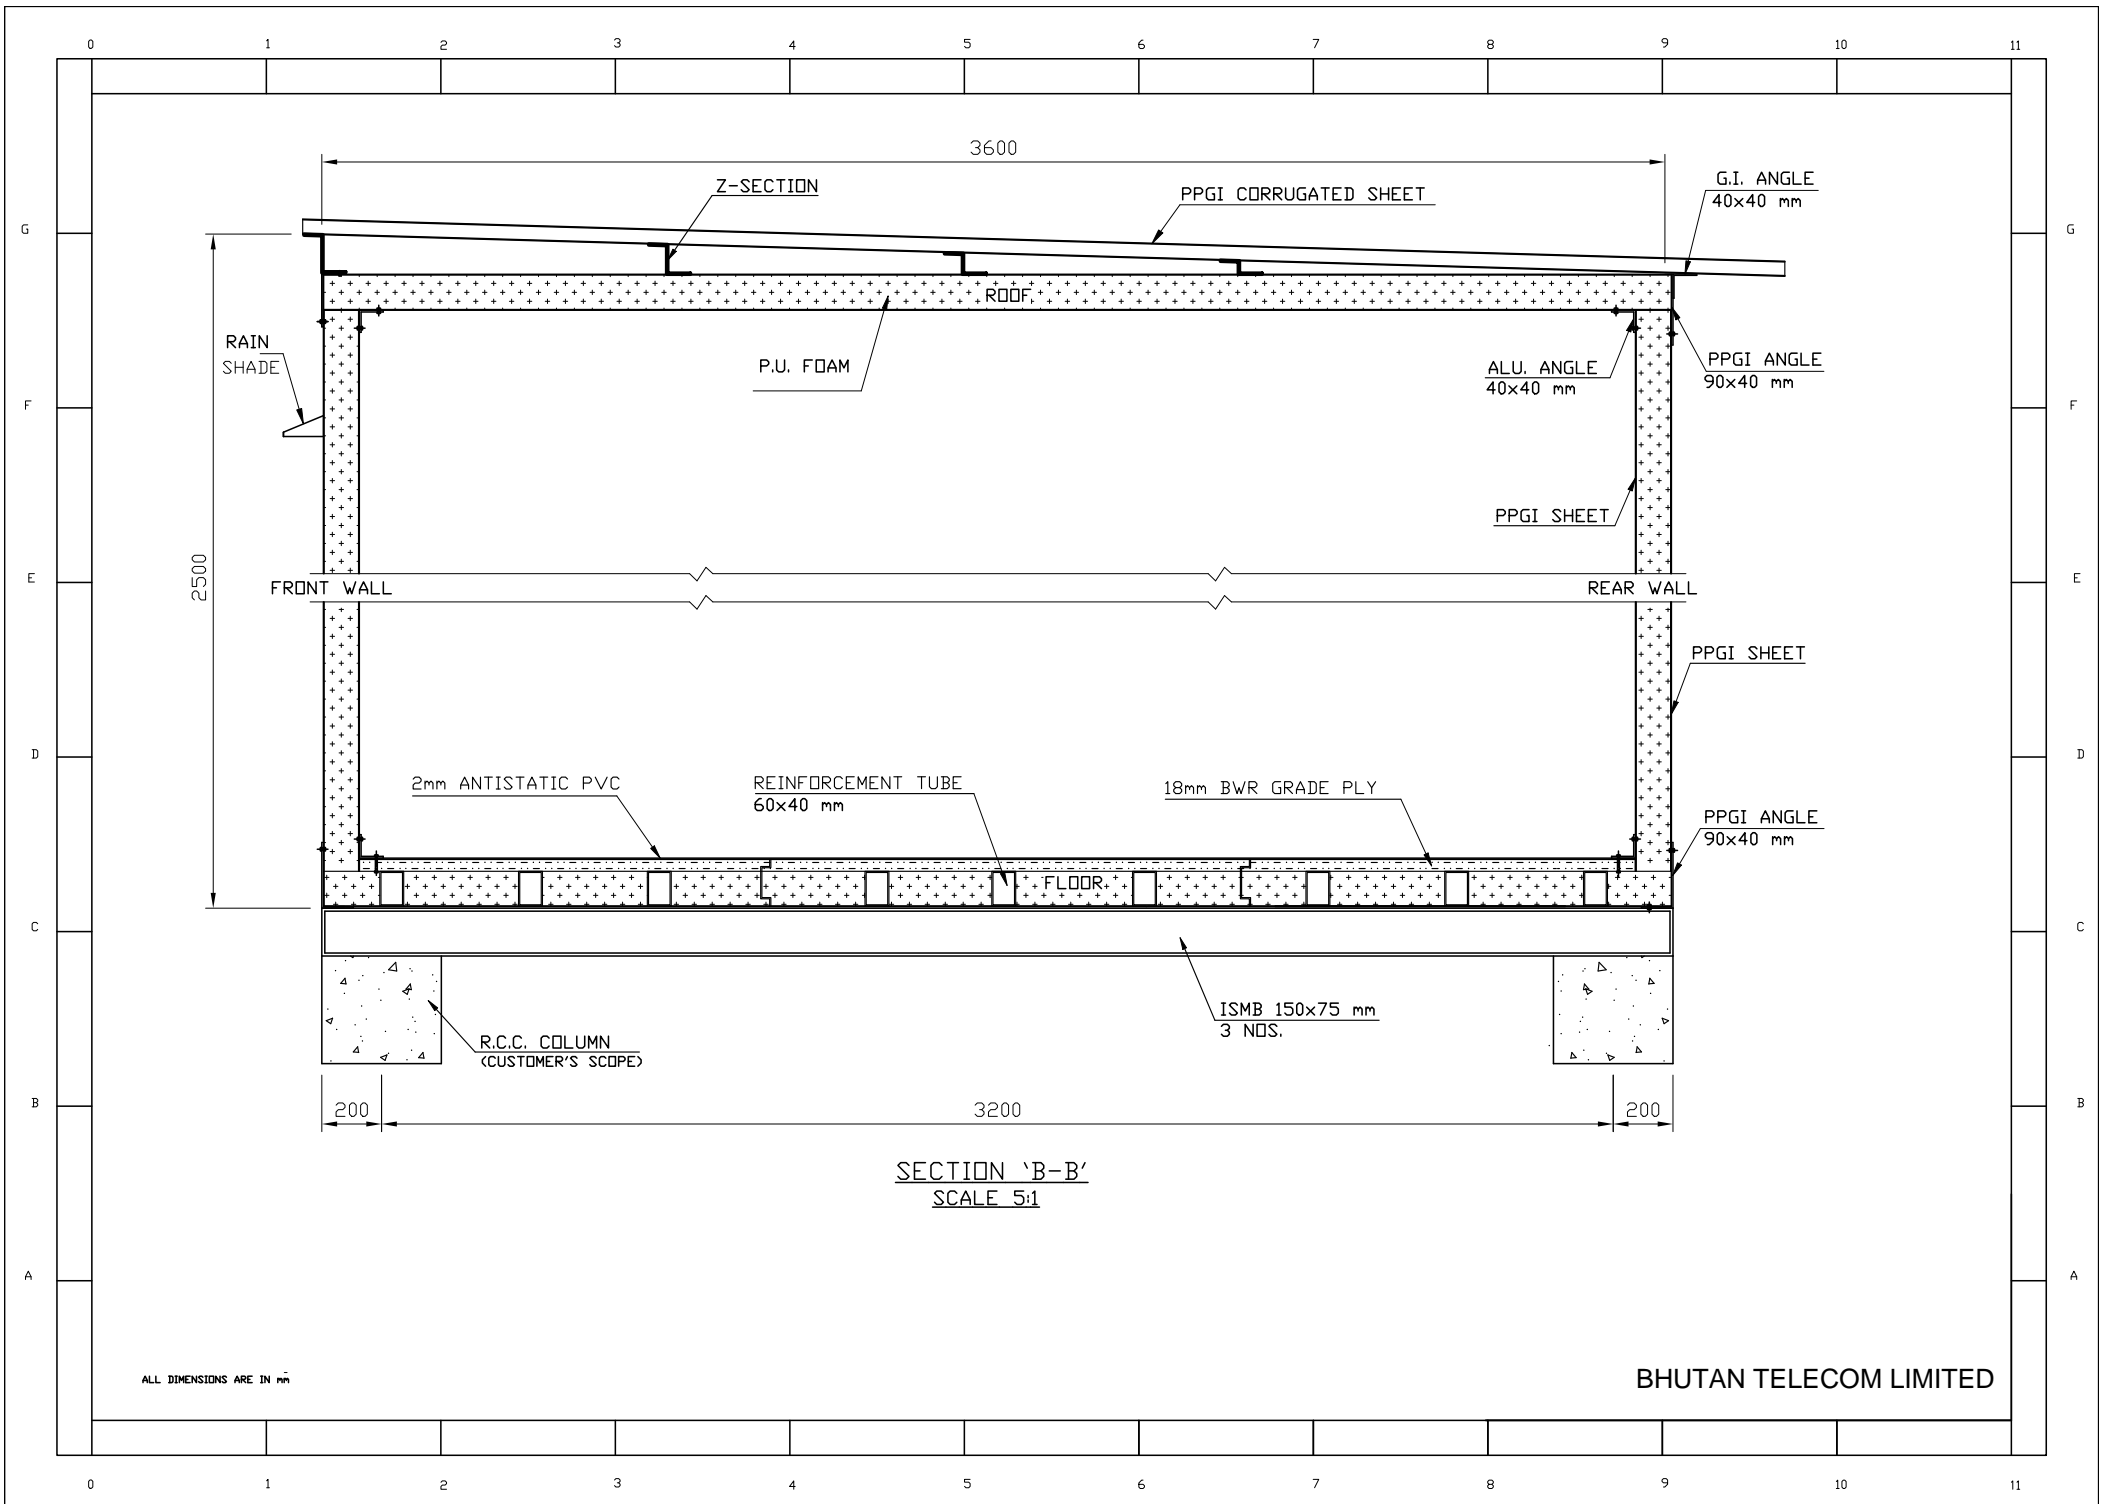 0 1 2 3 4 5 6 7 8 9 10 11
3600
Z-SECTION
PPGI CORRUGATED SHEET
G.I. ANGLE
40x40 mm
G
G
ROOF
RAIN
SHADE
P.U. FOAM
ALU. ANGLE
40x40 mm
PPGI ANGLE
90x40 mm
F
F
PPGI SHEET
2500
E
E
FRONT WALL
REAR WALL
PPGI SHEET
D
D
2mm ANTISTATIC PVC
REINFORCEMENT TUBE
60x40 mm
18mm BWR GRADE PLY
PPGI ANGLE
90x40 mm
FLOOR
C
C
ISMB 150x75 mm
3 NOS.
R.C.C. COLUMN
(CUSTOMER'S SCOPE)
B
B
200
3200
200
SECTION 'B-B'
SCALE 5:1
A
A
ALL DIMENSIONS ARE IN mm
BHUTAN TELECOM LIMITED
0 1 2 3 4 5 6 7 8 9 10 11